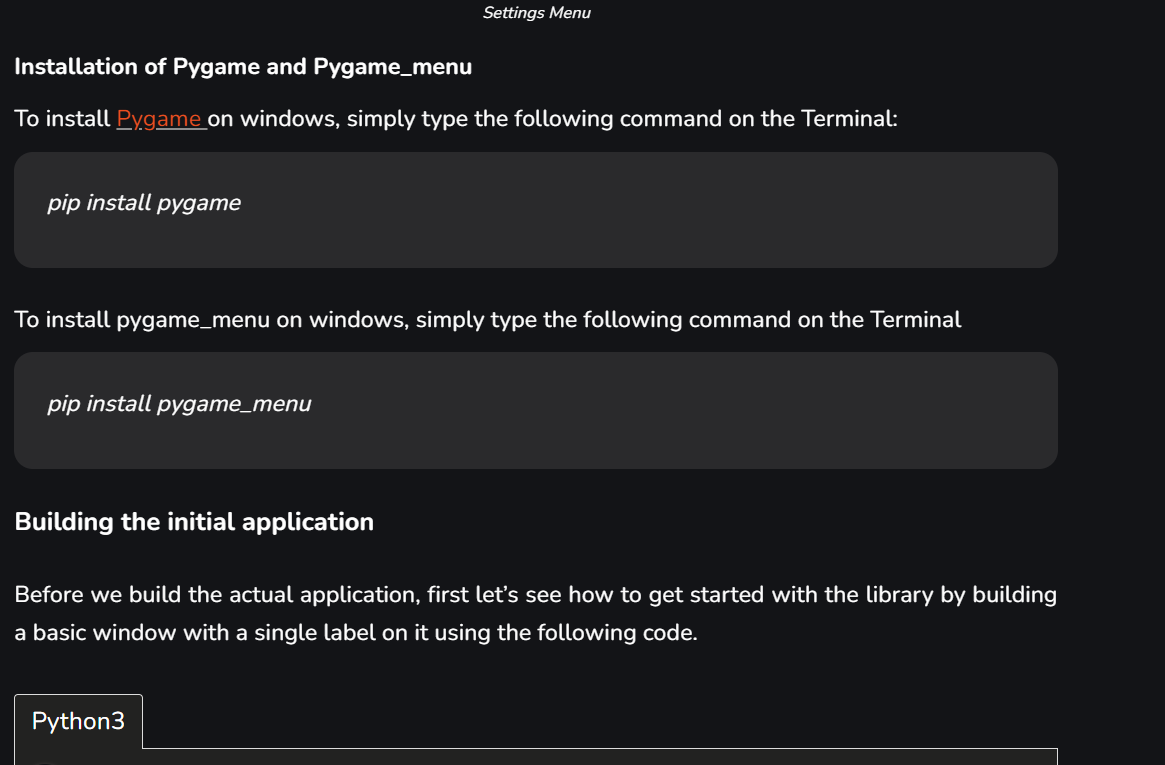 Settings Menu
Installation of Pygame and Pygame_menu
To install Pygame on windows, simply type the following command on the Terminal:
pip install pygame
To install pygame_menu on windows, simply type the following command on the Terminal
pip install pygame_menu
Building the initial application
Before we build the actual application, first let’s see how to get started with the library by building
a basic window with a single label on it using the following code.
Python3